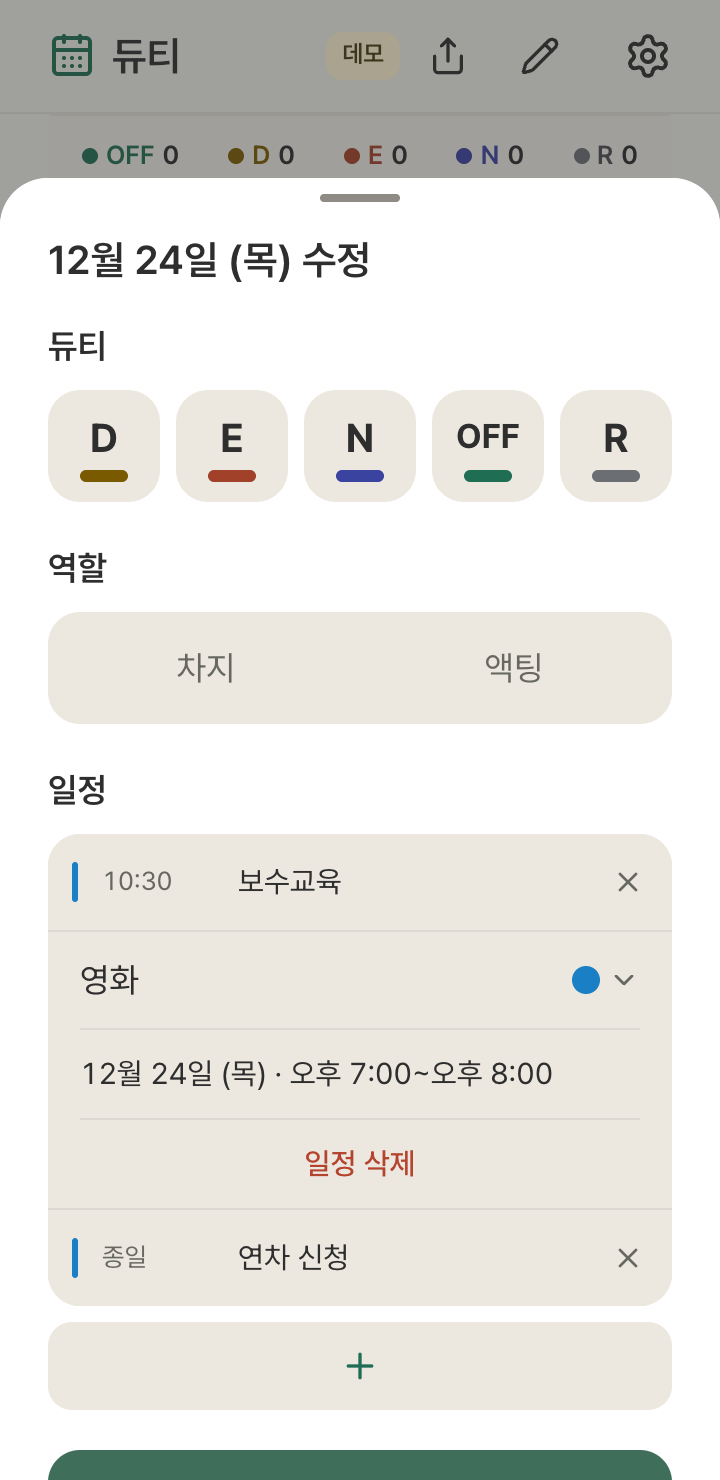 듀티 데모
OFF 0 D 0 E 0 N 0 R 0
12월 24일 (목) 수정
듀티
D E N OFF R
역할
차지 액팅
일정
10:30 보수교육
영화
12월 24일 (목) · 오후 7:00~오후 8:00
일정 삭제
종일 연차 신청